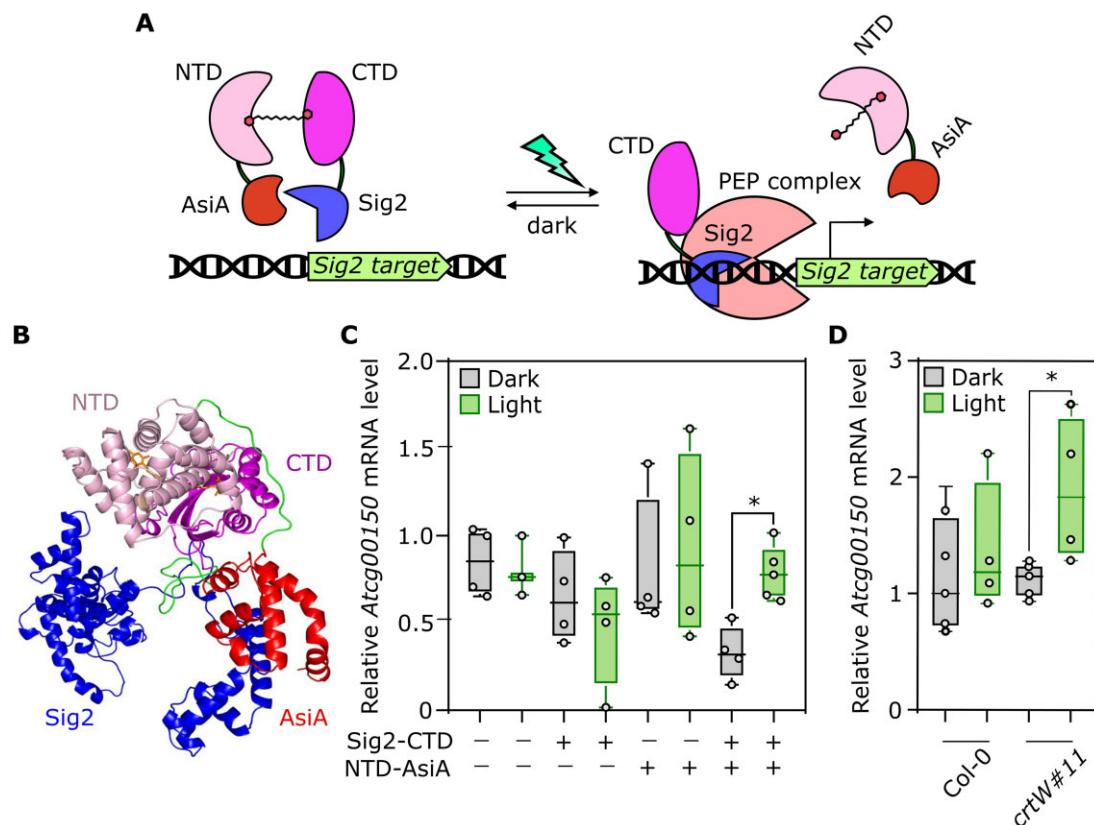 A
NTD
CTD
AsiA
Sig2
Sig2 target
dark
NTD
CTD
AsiA
PEP complex
Sig2
Sig2 target
B
NTD
CTD
Sig2
AsiA
C
Relative Atcg00150 mRNA level
2.0
1.5
1.0
0.5
0
Dark
Light
*
Sig2-CTD − − + + − − + +
NTD-AsiA − − − − + + + +
D
Relative Atcg00150 mRNA level
3
2
1
0
Dark
Light
*
Col-0
crtW#11